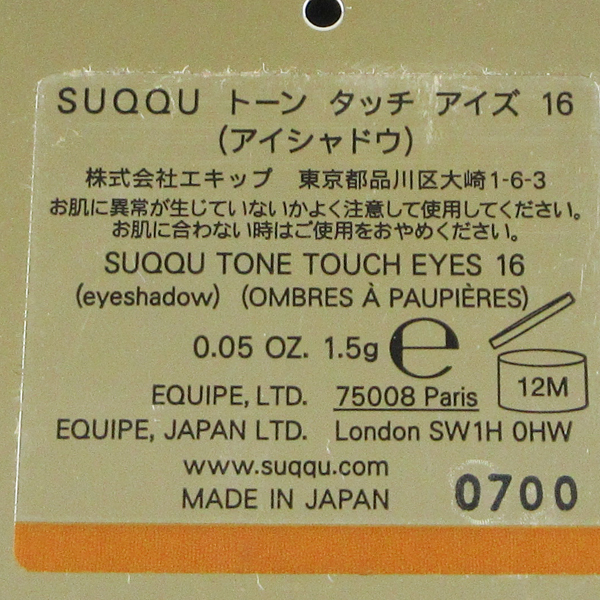 SUQQU トーン タッチ アイズ 16
(アイシャドウ)
株式会社エキップ 東京都品川区大崎1-6-3
お肌に異常が生じていないかよく注意して使用してください。
お肌に合わない時はご使用をおやめください。
SUQQU TONE TOUCH EYES 16
(eyeshadow) (OMBRES À PAUPIÈRES)
0.05 OZ. 1.5g ℮
12M
EQUIPE, LTD. 75008 Paris
EQUIPE, JAPAN LTD. London SW1H 0HW
www.suqqu.com
MADE IN JAPAN 0700